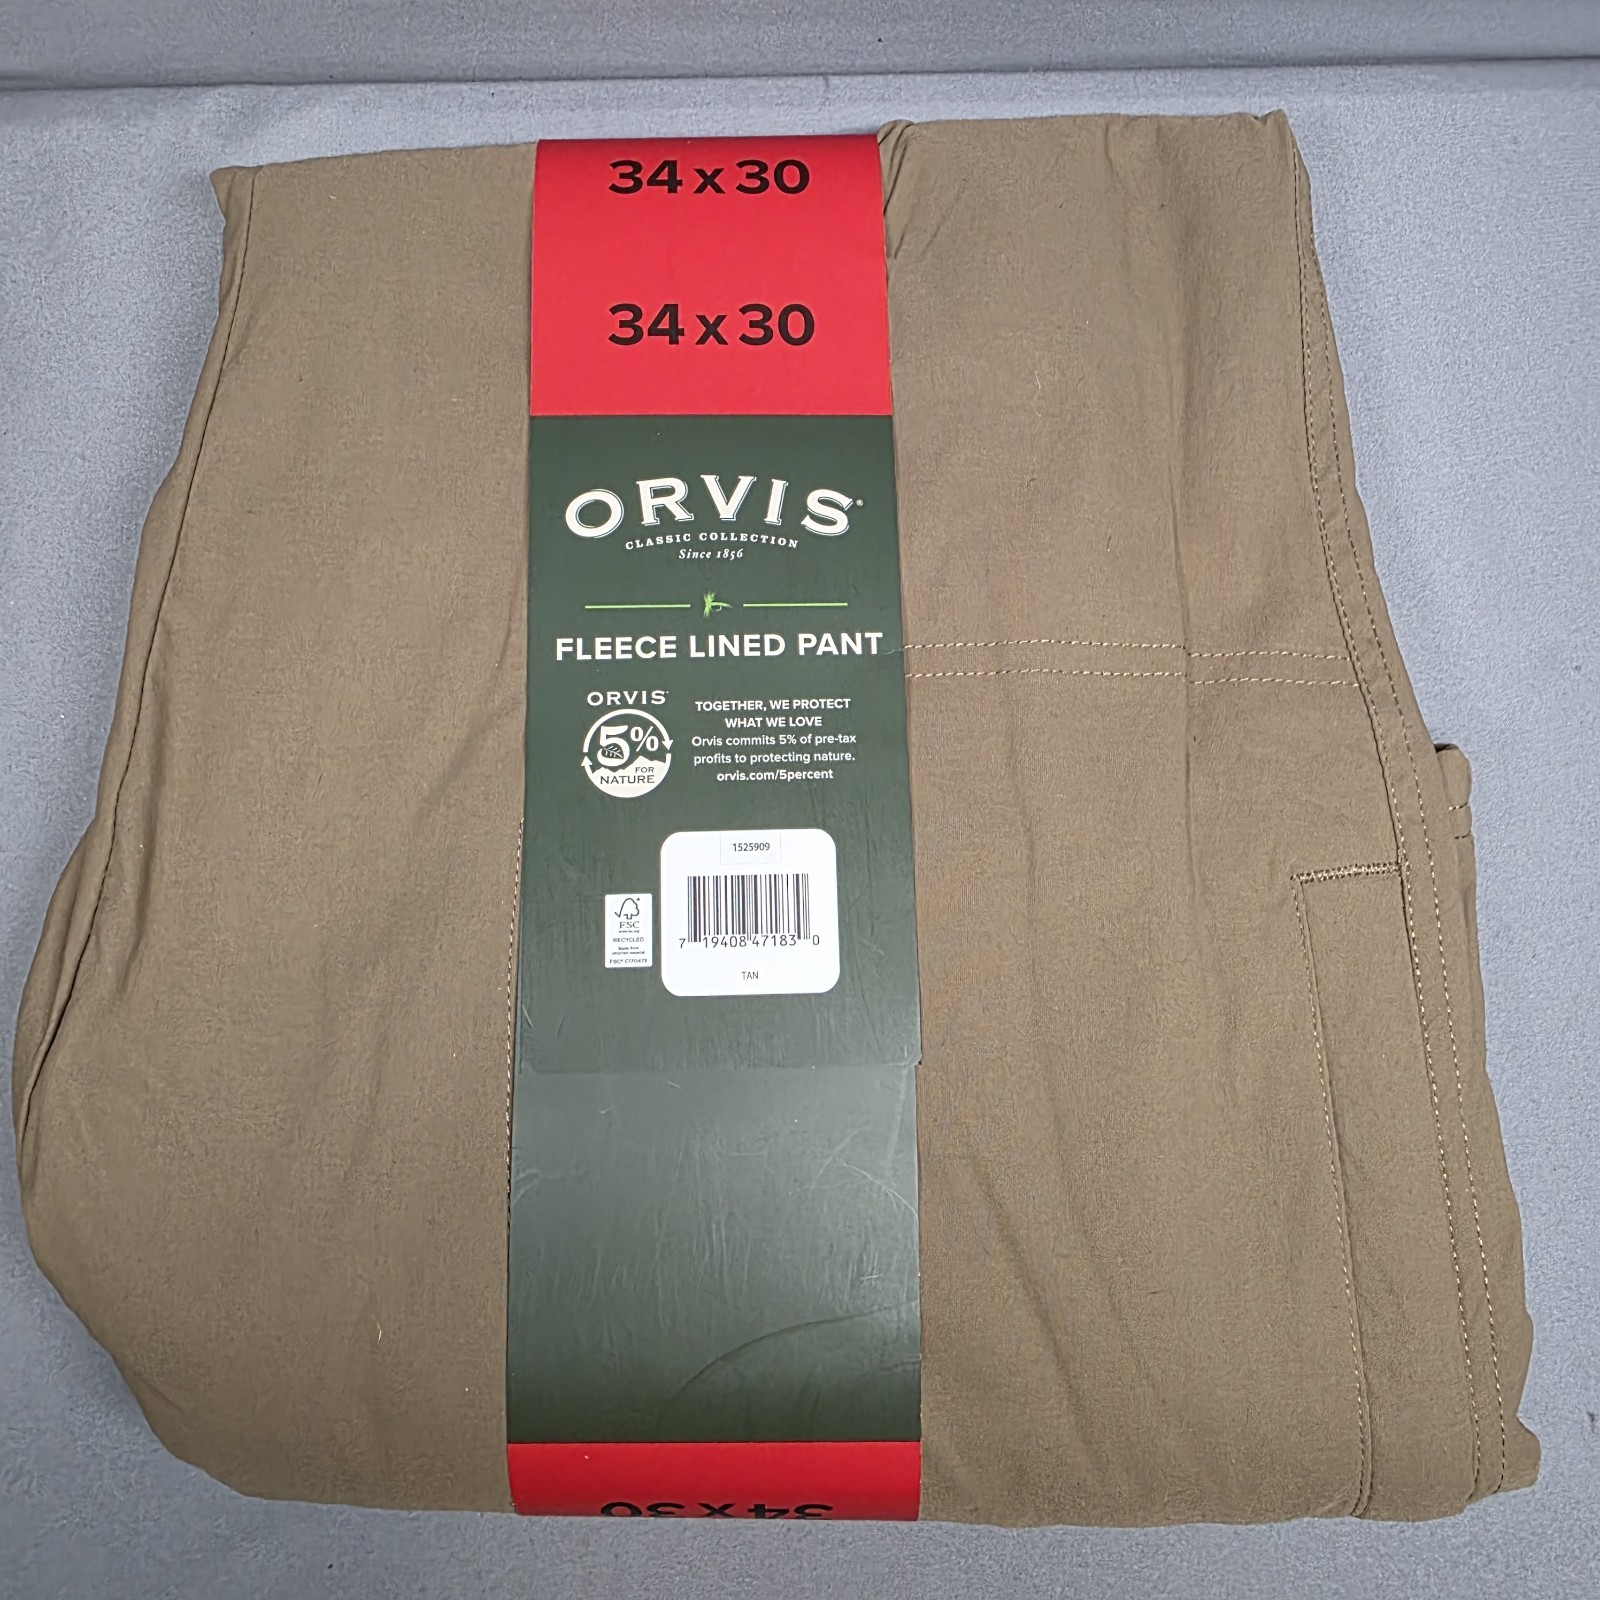 34 x 30
34 x 30
ORVIS®
CLASSIC COLLECTION
Since 1856
FLEECE LINED PANT
ORVIS®
5%
FOR
NATURE
TOGETHER, WE PROTECT
WHAT WE LOVE
Orvis commits 5% of pre-tax
profits to protecting nature.
orvis.com/5percent
1525909
7 19408 47183 0
TAN
FSC
RECYCLED
34 x 30